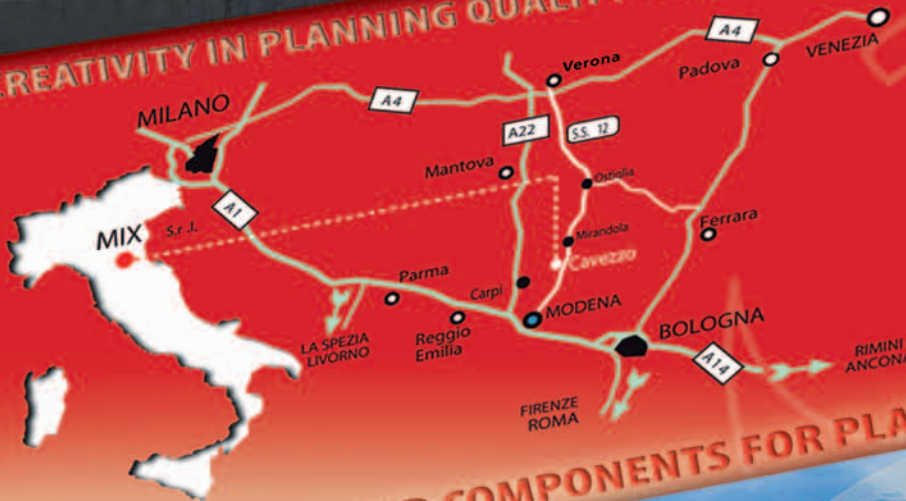 CREATIVITY IN PLANNING QUALITY
A4
VENEZIA
Padova
Verona
A4
MILANO
A22
S.S. 12
Mantova
Ostiglia
A1
S.r.l.
MIX
Ferrara
Mirandola
Cavezzo
Parma
Carpi
MODENA
BOLOGNA
Reggio
Emilia
LA SPEZIA
LIVORNO
A14
RIMINI
ANCONA
FIRENZE
ROMA
COMPONENTS FOR PLA